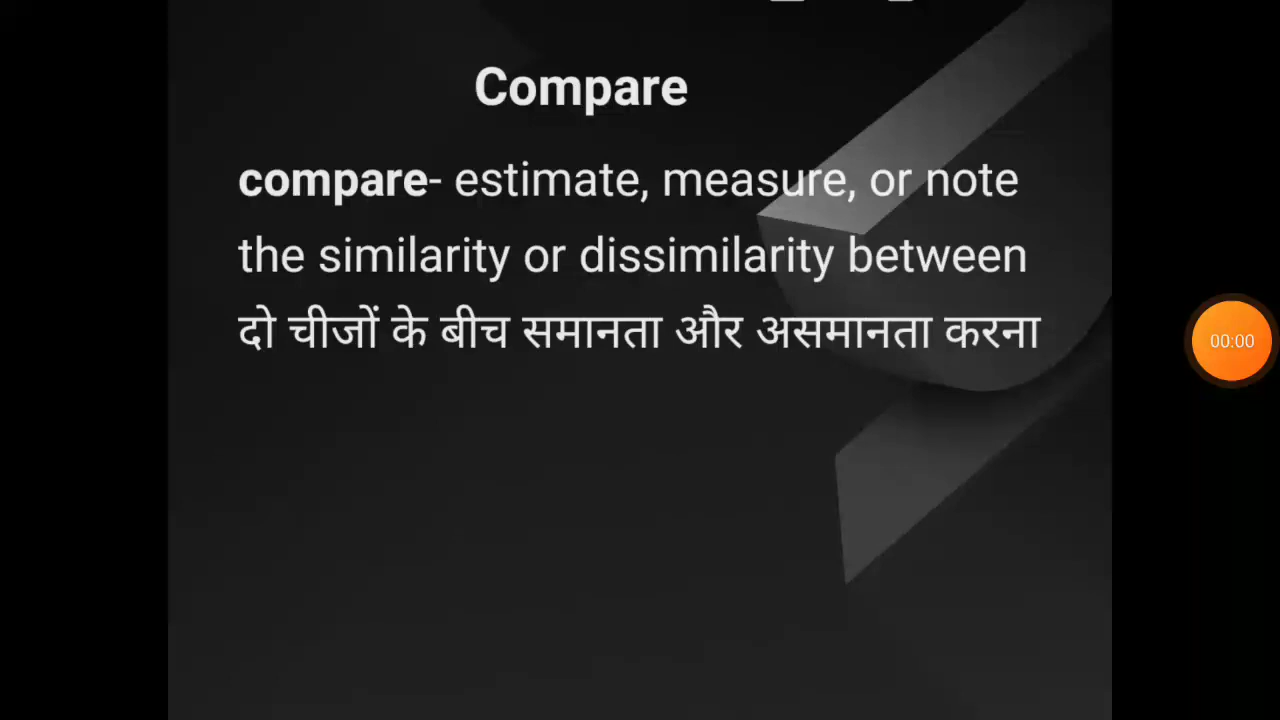 Compare
compare- estimate, measure, or note
the similarity or dissimilarity between
दो चीजों के बीच समानता और असमानता करना
00:00